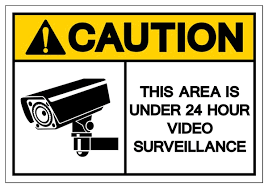 CAUTION
THIS AREA IS
UNDER 24 HOUR
VIDEO
SURVEILLANCE